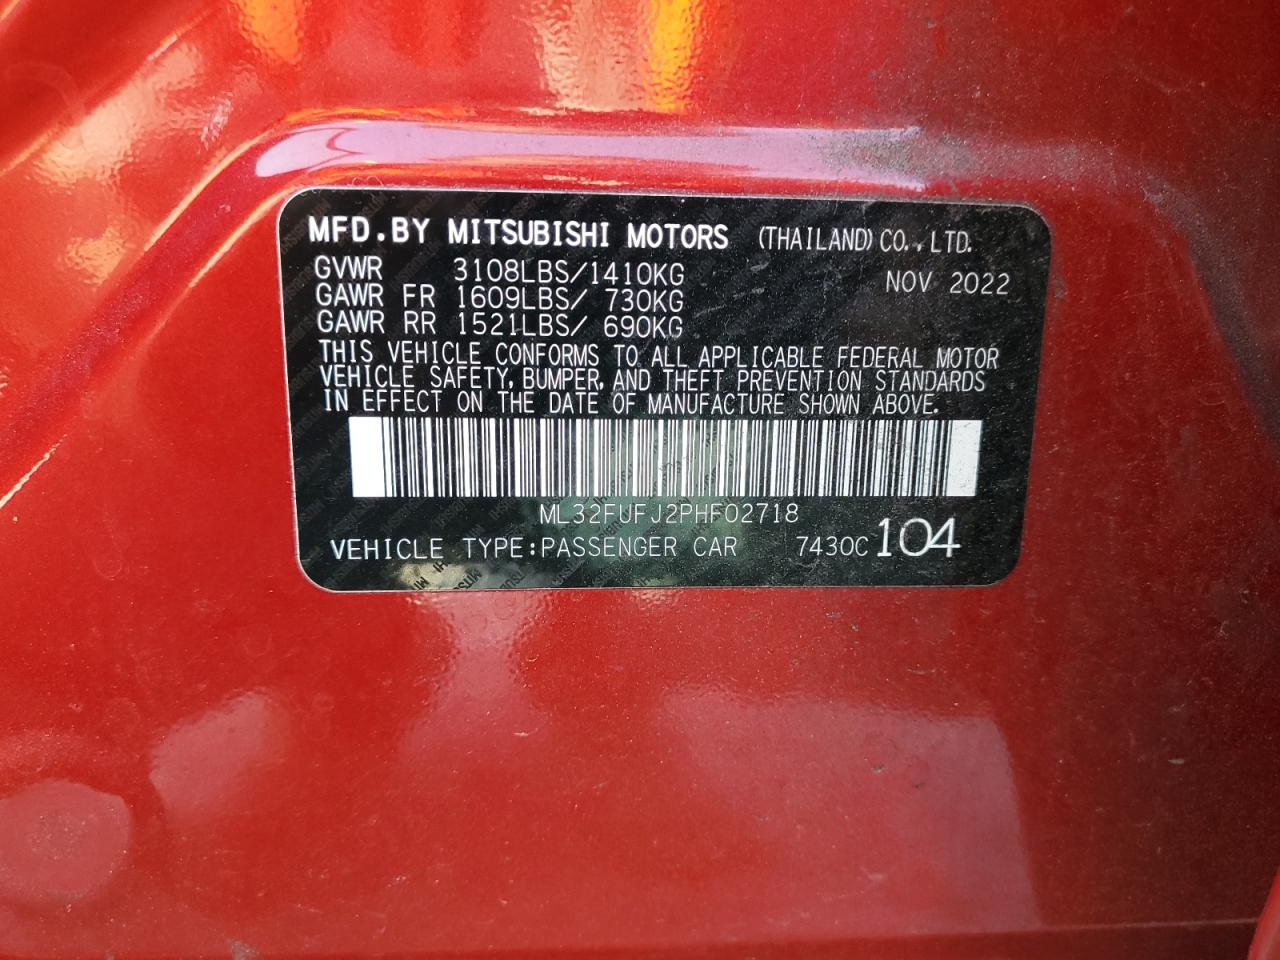 MFD.BY MITSUBISHI MOTORS (THAILAND) CO., LTD.
GVWR 3108LBS/1410KG NOV 2022
GAWR FR 1609LBS/ 730KG
GAWR RR 1521LBS/ 690KG
THIS VEHICLE CONFORMS TO ALL APPLICABLE FEDERAL MOTOR
VEHICLE SAFETY, BUMPER, AND THEFT PREVENTION STANDARDS
IN EFFECT ON THE DATE OF MANUFACTURE SHOWN ABOVE.
ML32FUFJ2PHF02718
VEHICLE TYPE:PASSENGER CAR 7430C 104